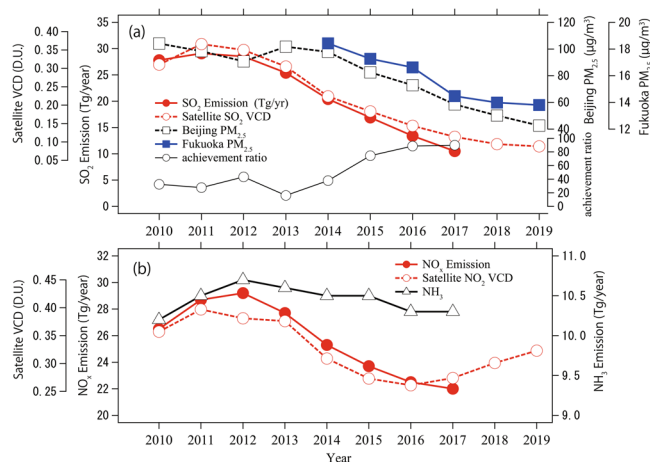 (a)
Satellite VCD (D.U.)
0.40
0.35
0.30
0.25
0.20
0.15
0.10
0.05
SO2 Emission (Tg/year)
35
30
25
20
15
10
5
0
SO2 Emission (Tg/yr)
Satellite SO2 VCD
Beijing PM2.5
Fukuoka PM2.5
achievement ratio
120
100
80
60
40
Beijing PM2.5 (μg/m³)
100
80
60
40
20
0
achievement ratio
20
18
16
14
12
Fukuoka PM2.5 (μg/m³)
2010 2011 2012 2013 2014 2015 2016 2017 2018 2019
(b)
Satellite VCD (D.U.)
0.45
0.40
0.35
0.30
0.25
NOx Emission (Tg/year)
32
30
28
26
24
22
20
NOx Emission
Satellite NO2 VCD
NH3
11.0
10.5
10.0
9.5
9.0
NH3 Emission (Tg/year)
2010 2011 2012 2013 2014 2015 2016 2017 2018 2019
Year